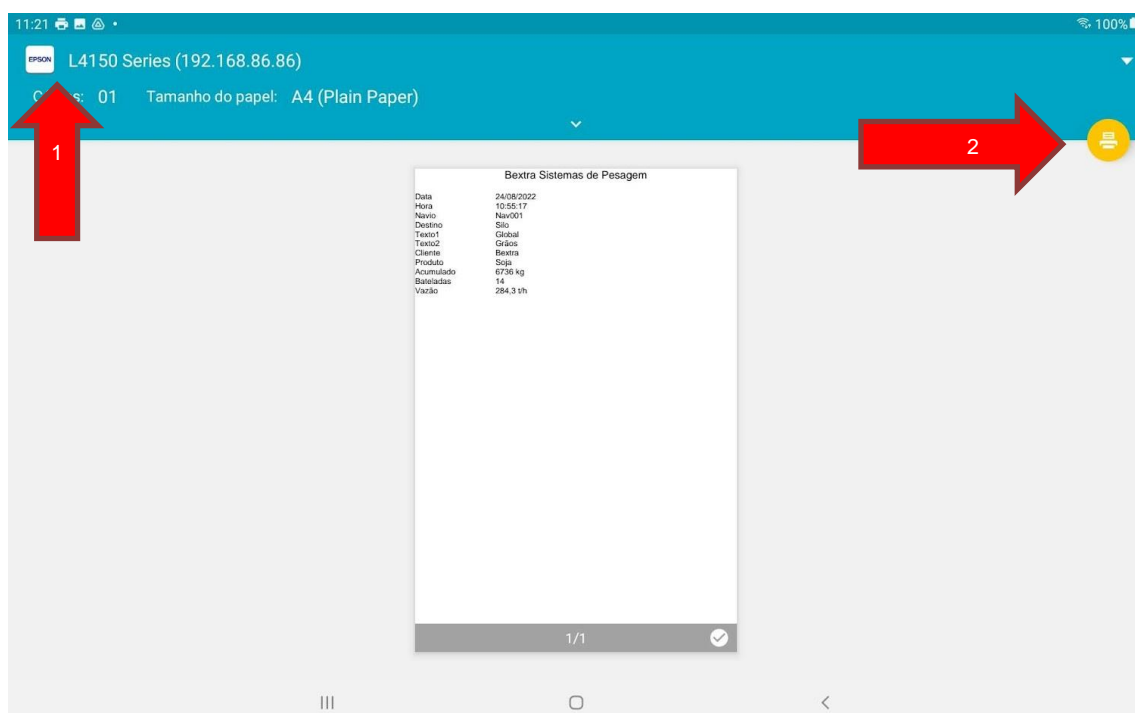 11:21 100%
EPSON L4150 Series (192.168.86.86)
01 Tamanho do papel: A4 (Plain Paper)
1
2
Bextra Sistemas de Pesagem
Data 24/08/2022
Hora 10:55:17
Navio Nav001
Destino Silo
Texto1 Global
Texto2 Grãos
Cliente Bextra
Produto Soja
Acumulado 6736 kg
Bateladas 14
Vazão 284,3 t/h
1/1